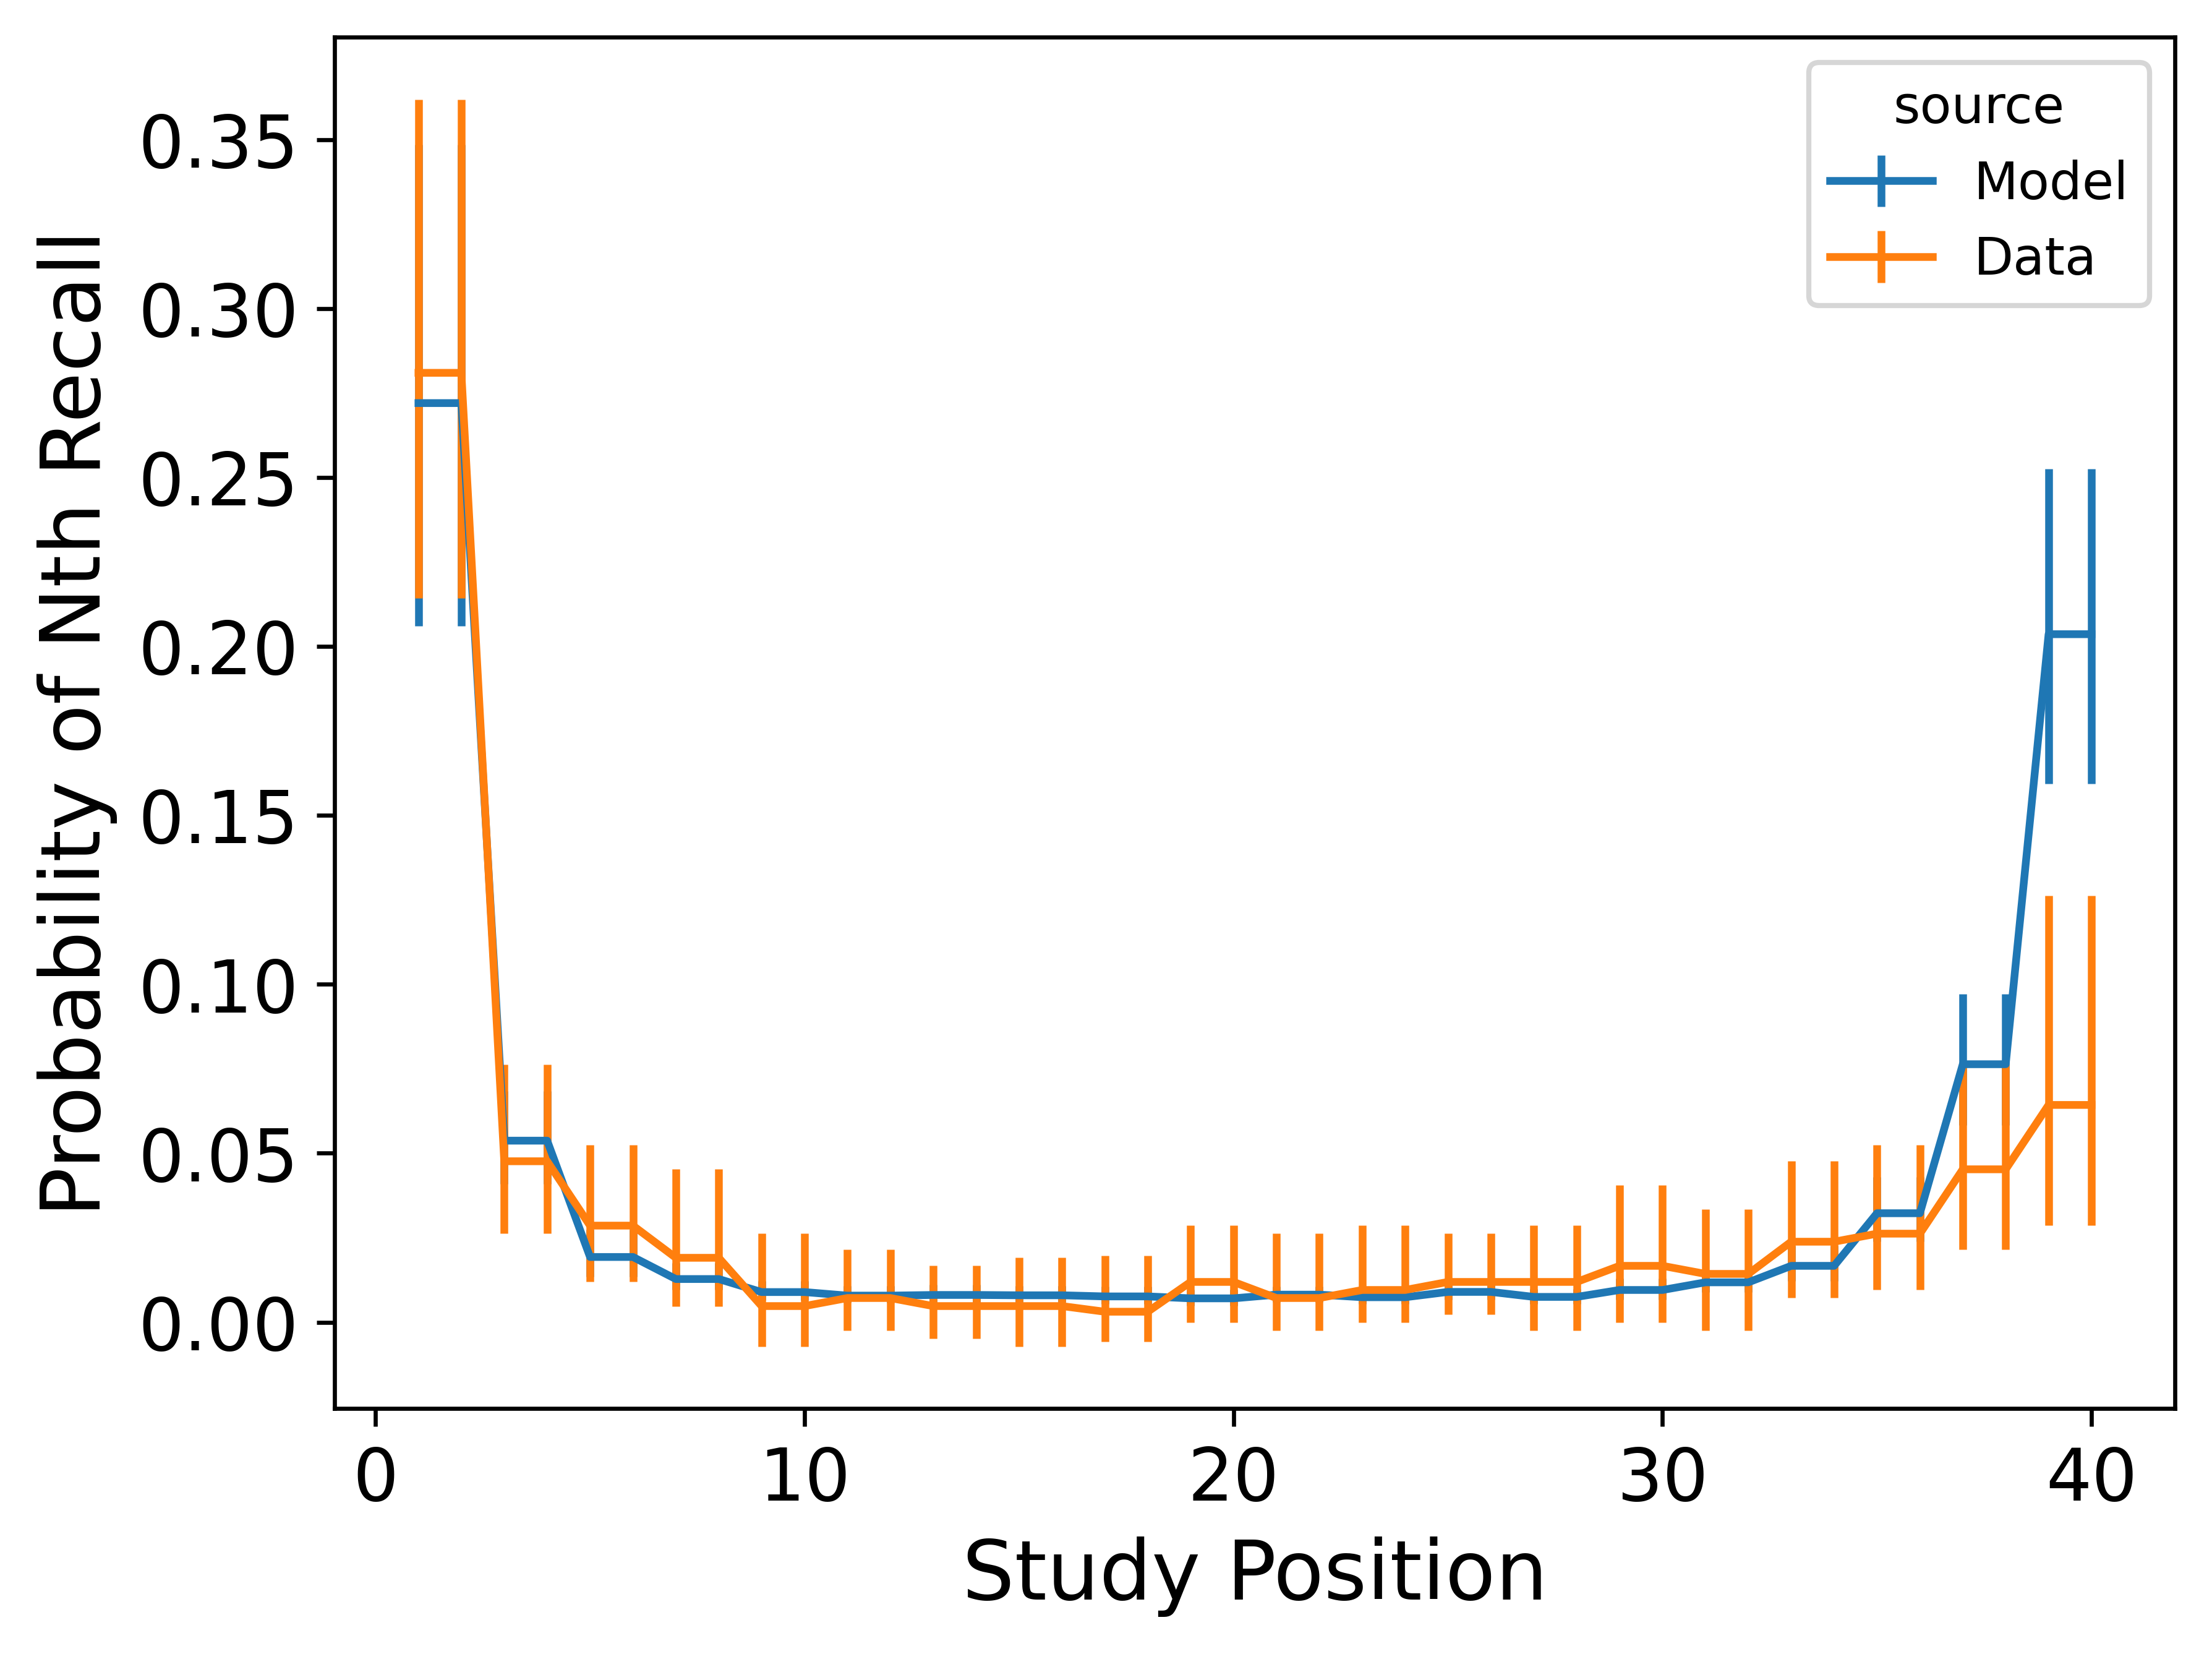 source
Model
Data
Probability of Nth Recall
0.35
0.30
0.25
0.20
0.15
0.10
0.05
0.00
0 10 20 30 40
Study Position